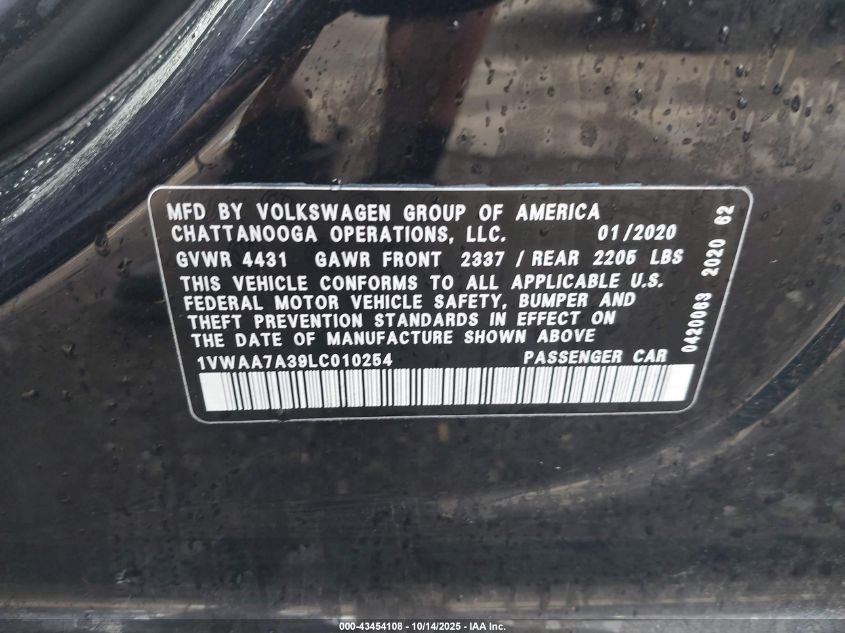 MFD BY VOLKSWAGEN GROUP OF AMERICA
CHATTANOOGA OPERATIONS, LLC. 01/2020
GVWR 4431 GAWR FRONT 2337 / REAR 2205 LBS
THIS VEHICLE CONFORMS TO ALL APPLICABLE U.S.
FEDERAL MOTOR VEHICLE SAFETY, BUMPER AND
THEFT PREVENTION STANDARDS IN EFFECT ON
THE DATE OF MANUFACTURE SHOWN ABOVE
1VWAA7A39LC010254 PASSENGER CAR
0420063 2020 62
000-43454108 - 10/14/2025 - IAA Inc.